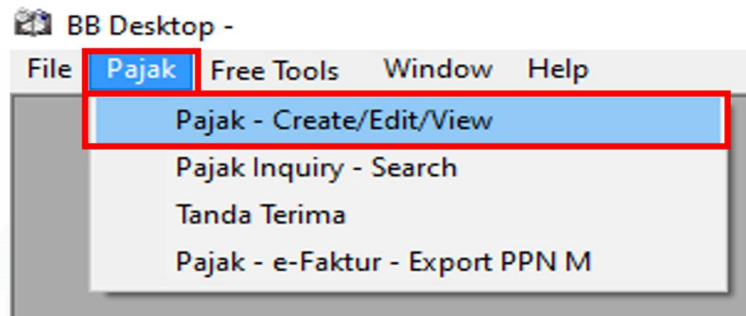 BB Desktop -
File Pajak Free Tools Window Help
Pajak - Create/Edit/View
Pajak Inquiry - Search
Tanda Terima
Pajak - e-Faktur - Export PPN M